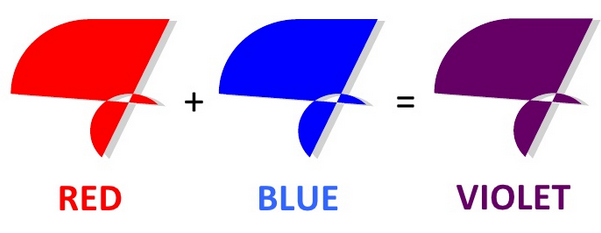 + =
RED BLUE VIOLET